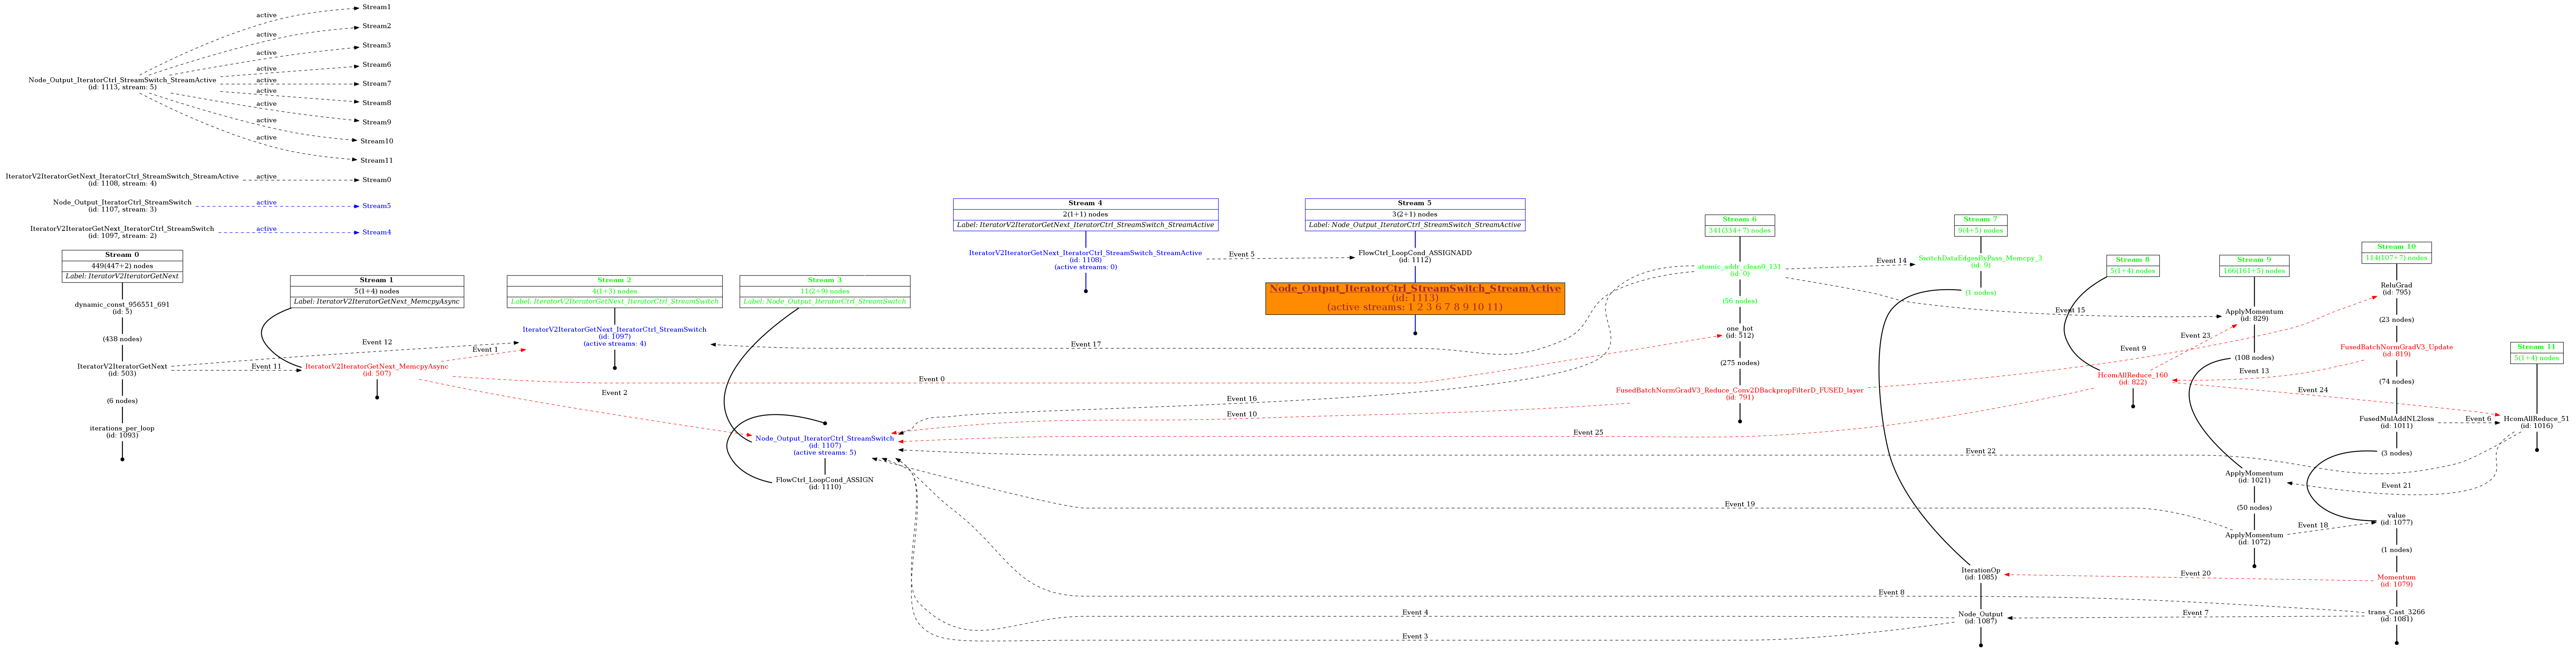 active
Stream1
active
Stream2
active
Stream3
active
Stream6
Node_Output_IteratorCtrl_StreamSwitch_StreamActive
(id: 1113, stream: 5)
active
Stream7
active
Stream8
active
Stream9
active
Stream10
active
Stream11
IteratorV2IteratorGetNext_IteratorCtrl_StreamSwitch_StreamActive
(id: 1108, stream: 4)
active
Stream0
Node_Output_IteratorCtrl_StreamSwitch
(id: 1107, stream: 3)
active
Stream5
IteratorV2IteratorGetNext_IteratorCtrl_StreamSwitch
(id: 1097, stream: 2)
active
Stream4
Stream 0
449(447+2) nodes
Label: IteratorV2IteratorGetNext
dynamic_const_956551_691
(id: 5)
(438 nodes)
IteratorV2IteratorGetNext
(id: 503)
(6 nodes)
iterations_per_loop
(id: 1093)
Event 12
Event 11
Stream 1
5(1+4) nodes
Label: IteratorV2IteratorGetNext_MemcpyAsync
IteratorV2IteratorGetNext_MemcpyAsync
(id: 507)
Event 1
Event 0
Event 2
Stream 2
4(1+3) nodes
Label: IteratorV2IteratorGetNext_IteratorCtrl_StreamSwitch
IteratorV2IteratorGetNext_IteratorCtrl_StreamSwitch
(id: 1097)
(active streams: 4)
Stream 3
11(2+9) nodes
Label: Node_Output_IteratorCtrl_StreamSwitch
Node_Output_IteratorCtrl_StreamSwitch
(id: 1107)
(active streams: 5)
FlowCtrl_LoopCond_ASSIGN
(id: 1110)
Stream 4
2(1+1) nodes
Label: IteratorV2IteratorGetNext_IteratorCtrl_StreamSwitch_StreamActive
IteratorV2IteratorGetNext_IteratorCtrl_StreamSwitch_StreamActive
(id: 1108)
(active streams: 0)
Event 5
Event 17
Event 16
Event 10
Stream 5
3(2+1) nodes
Label: Node_Output_IteratorCtrl_StreamSwitch_StreamActive
FlowCtrl_LoopCond_ASSIGNADD
(id: 1112)
Node_Output_IteratorCtrl_StreamSwitch_StreamActive
(id: 1113)
(active streams: 1 2 3 6 7 8 9 10 11)
Event 4
Event 3
Event 25
Stream 6
341(334+7) nodes
atomic_addr_clean0_131
(id: 0)
(56 nodes)
one_hot
(id: 512)
(275 nodes)
FusedBatchNormGradV3_Reduce_Conv2DBackpropFilterD_FUSED_layer
(id: 791)
Event 14
Event 19
Event 8
Event 22
Stream 7
9(4+5) nodes
SwitchDataEdgesByPass_Memcpy_3
(id: 9)
(1 nodes)
IterationOp
(id: 1085)
Node_Output
(id: 1087)
Event 15
Event 9
Stream 8
5(1+4) nodes
HcomAllReduce_160
(id: 822)
Event 23
Event 13
Event 24
Event 20
Event 7
Stream 9
166(161+5) nodes
ApplyMomentum
(id: 829)
(108 nodes)
ApplyMomentum
(id: 1021)
(50 nodes)
ApplyMomentum
(id: 1072)
Event 18
Event 21
Stream 10
114(107+7) nodes
ReluGrad
(id: 795)
(23 nodes)
FusedBatchNormGradV3_Update
(id: 819)
(74 nodes)
FusedMulAddNL2loss
(id: 1011)
(3 nodes)
value
(id: 1077)
(1 nodes)
Momentum
(id: 1079)
trans_Cast_3266
(id: 1081)
Event 6
Stream 11
5(1+4) nodes
HcomAllReduce_51
(id: 1016)